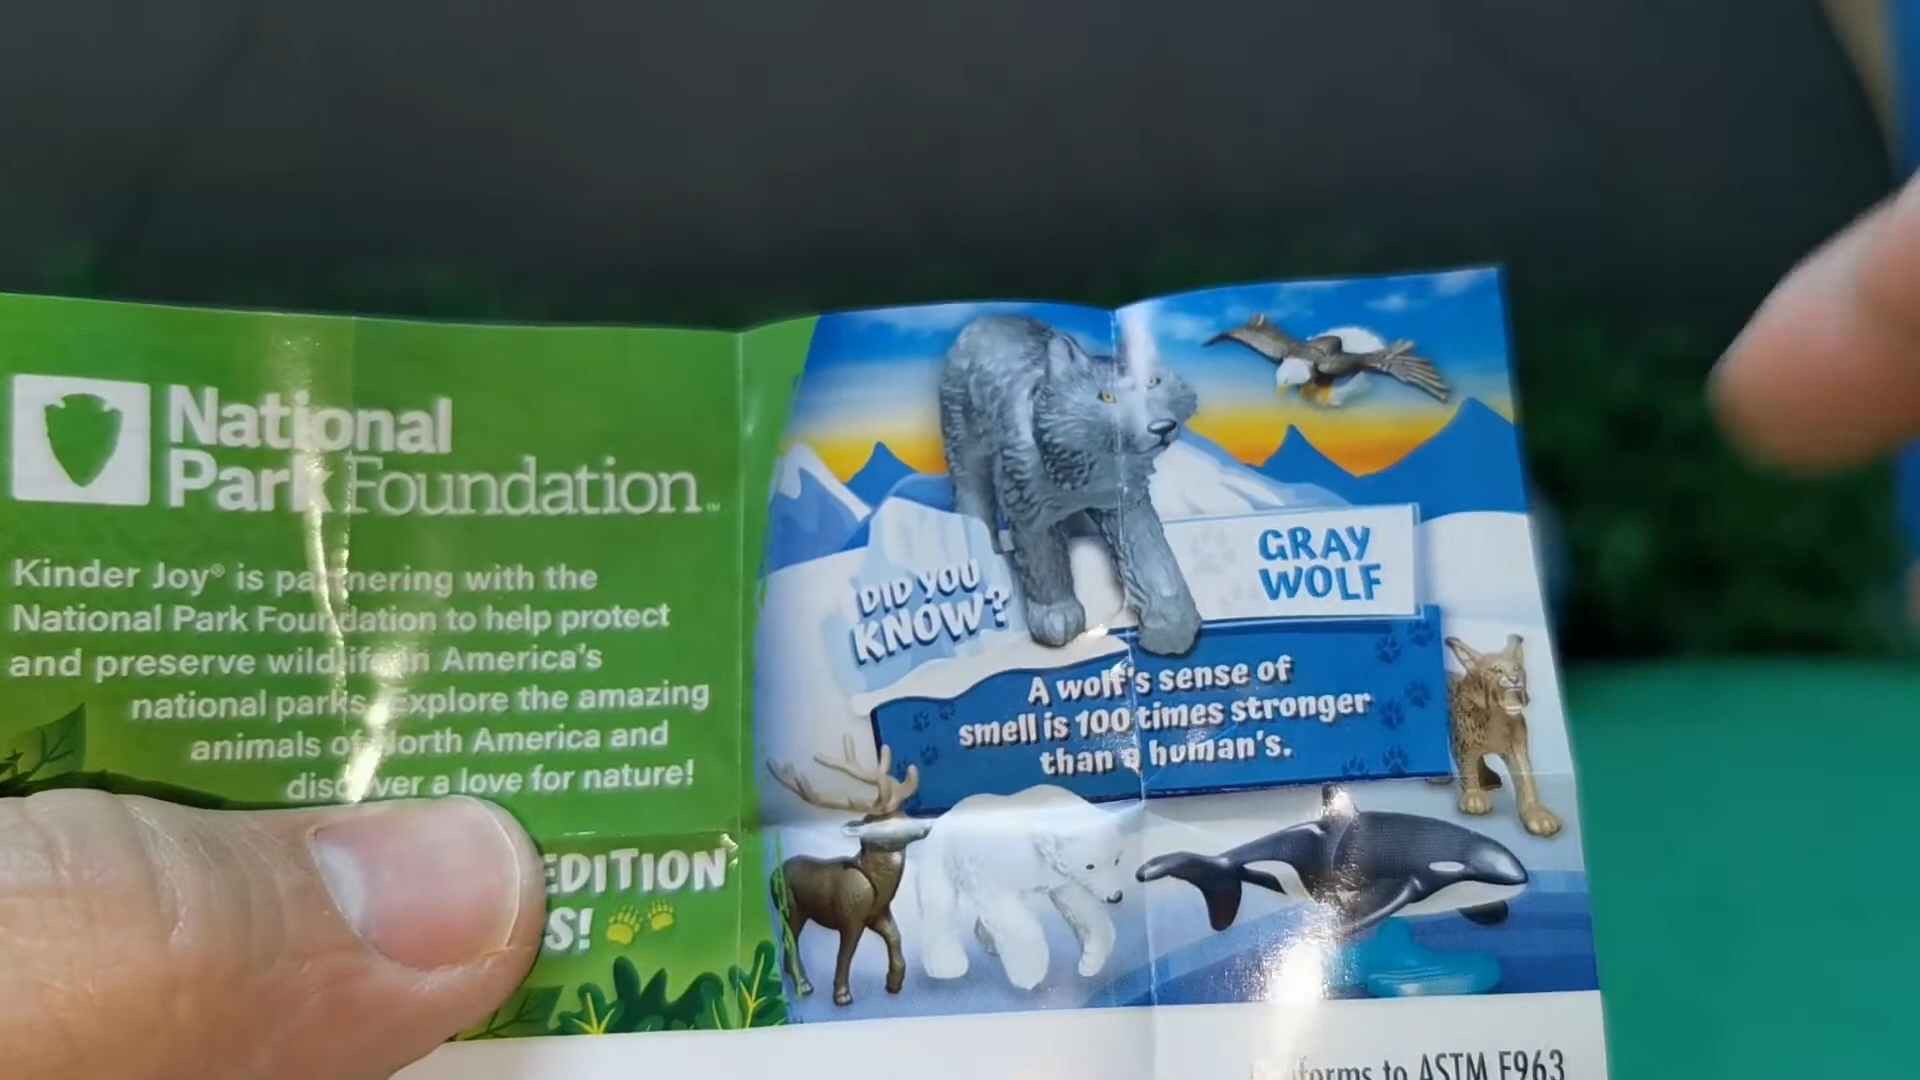 National
Park Foundation™
Kinder Joy® is partnering with the
National Park Foundation to help protect
and preserve wildlife in America's
national parks. Explore the amazing
animals of North America and
discover a love for nature!
EDITION
S!
DID YOU
KNOW?
GRAY
WOLF
A wolf's sense of
smell is 100 times stronger
than a human's.
to ASTM F963